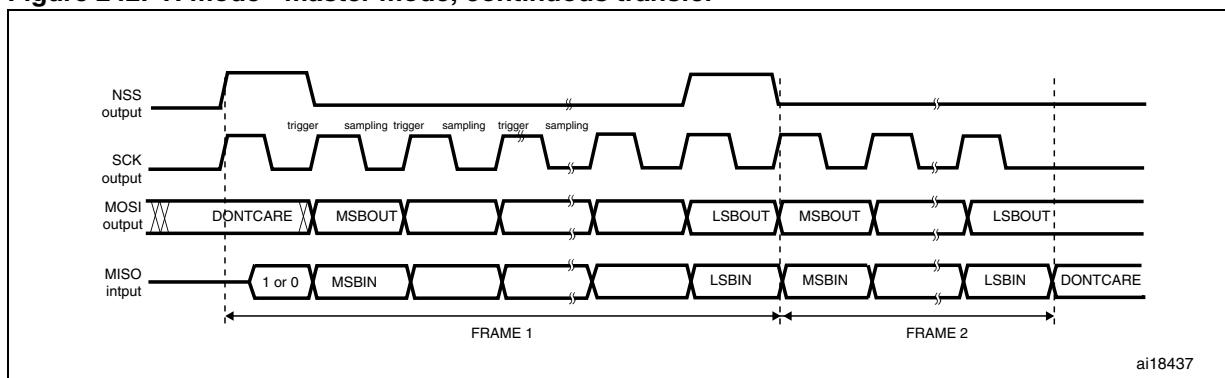 Figure 242. TI mode - Master mode, continuous transfer
NSS
output
trigger sampling trigger sampling trigger sampling
SCK
output
MOSI
output
DONTCARE MSBOUT LSBOUT MSBOUT LSBOUT
MISO
intput
1 or 0 MSBIN LSBIN MSBIN LSBIN DONTCARE
FRAME 1 FRAME 2
ai18437